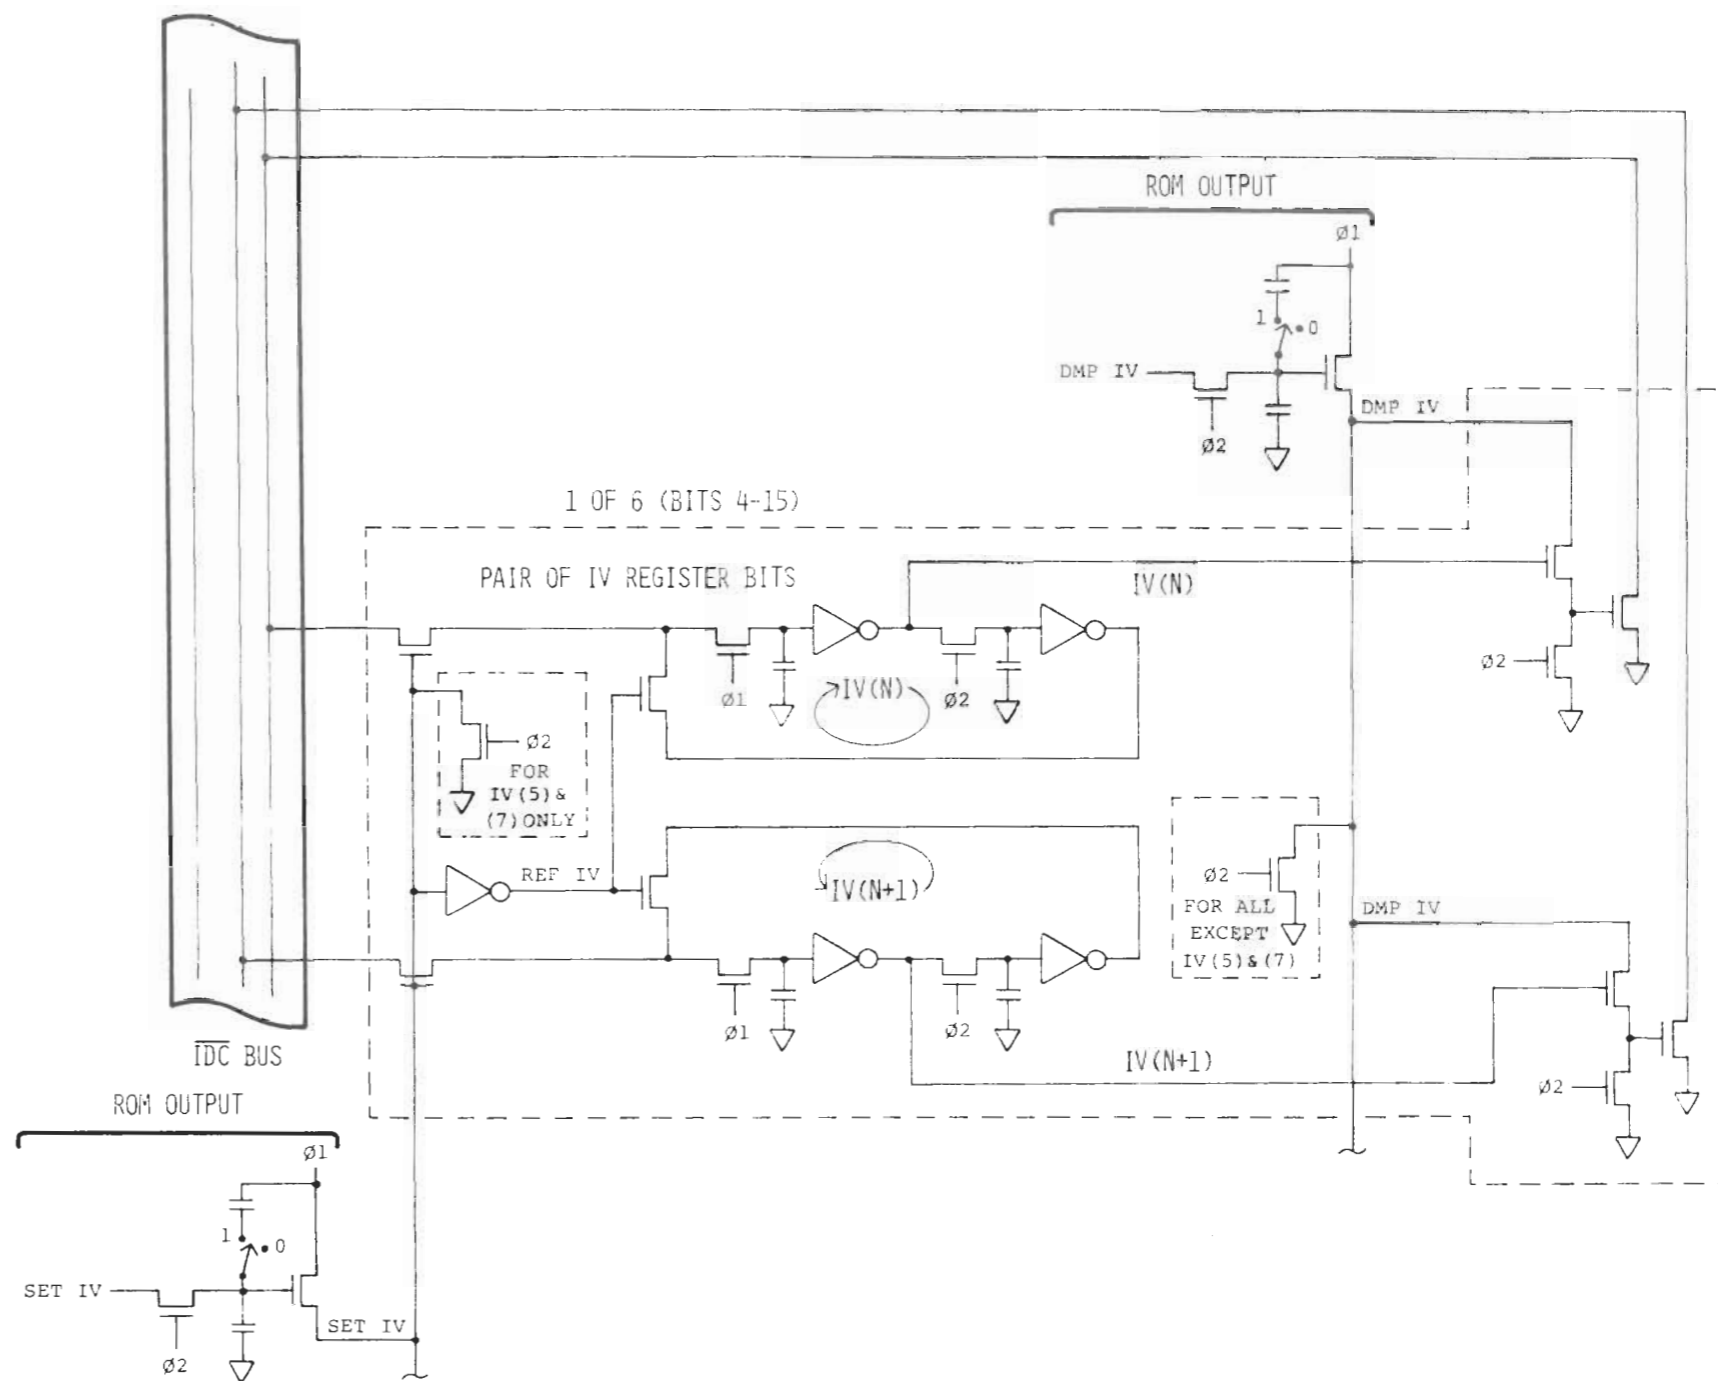 ROM OUTPUT
Ø1
1
0
DMP IV
Ø2
DMP IV
1 OF 6 (BITS 4-15)
PAIR OF IV REGISTER BITS
IV(N)
Ø2
Ø1
IV(N)
Ø2
Ø2
FOR
IV(5)&
(7)ONLY
REF IV
IV(N+1)
Ø2
FOR ALL
EXCEPT
IV(5)&(7)
DMP IV
Ø1
Ø2
IV(N+1)
Ø2
IDC BUS
ROM OUTPUT
Ø1
1
0
SET IV
SET IV
Ø2